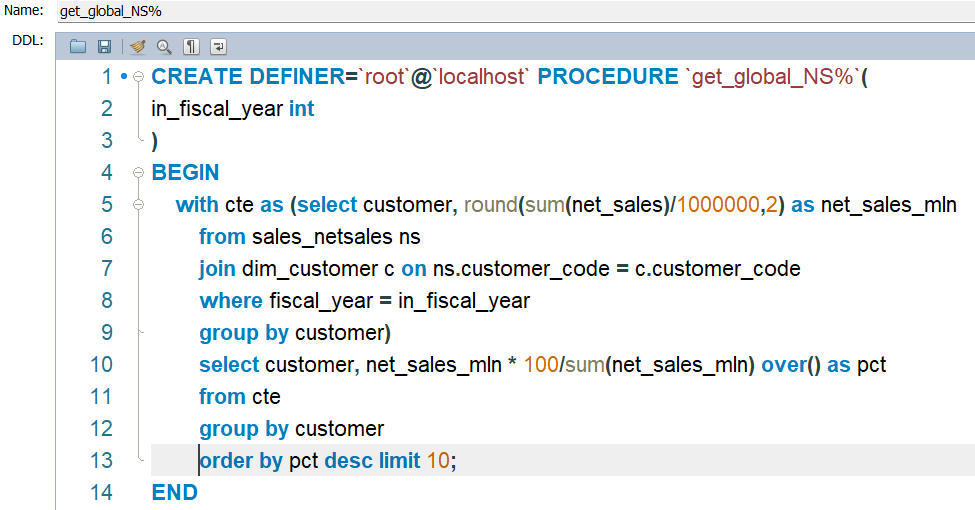 Name: get_global_NS%
DDL:
1 CREATE DEFINER=`root`@`localhost` PROCEDURE `get_global_NS%`(
2 in_fiscal_year int
3 )
4 BEGIN
5 with cte as (select customer, round(sum(net_sales)/1000000,2) as net_sales_mln
6 from sales_netsales ns
7 join dim_customer c on ns.customer_code = c.customer_code
8 where fiscal_year = in_fiscal_year
9 group by customer)
10 select customer, net_sales_mln * 100/sum(net_sales_mln) over() as pct
11 from cte
12 group by customer
13 order by pct desc limit 10;
14 END